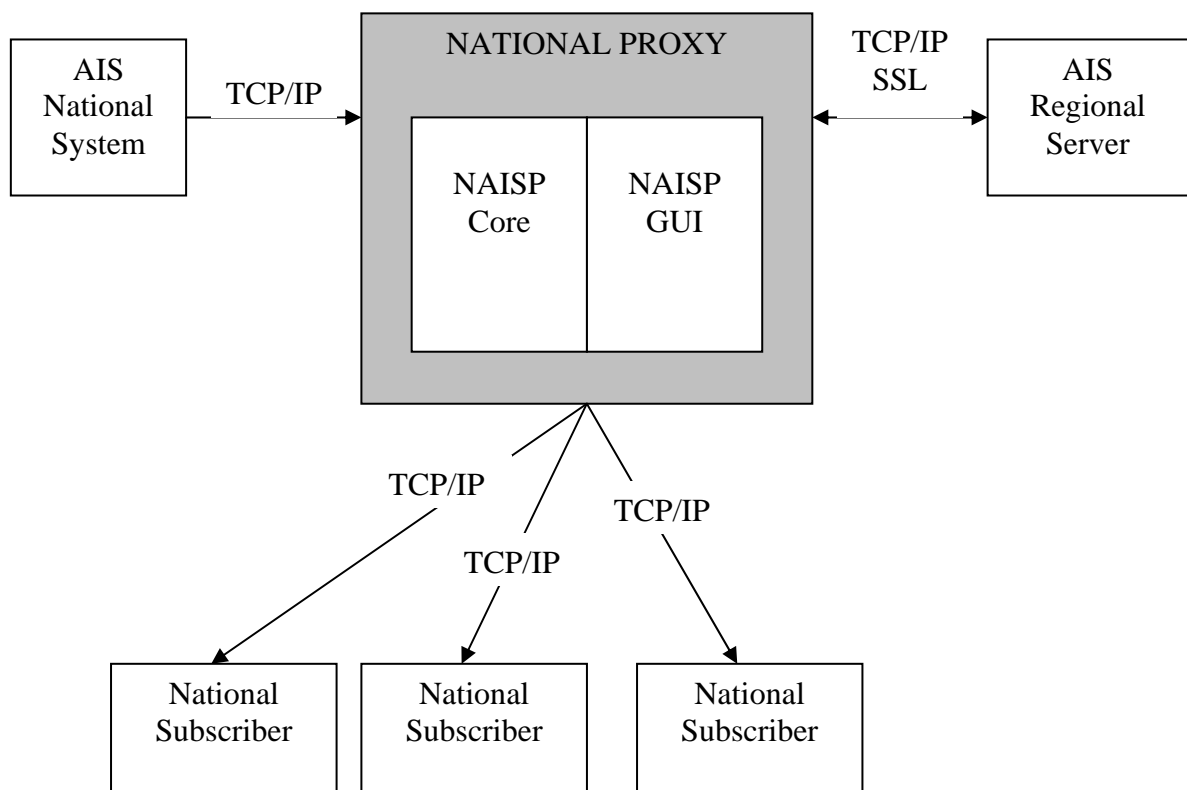 NATIONAL PROXY
AIS
National
System
TCP/IP
TCP/IP
SSL
AIS
Regional
Server
NAISP
Core
NAISP
GUI
TCP/IP
TCP/IP
TCP/IP
National
Subscriber
National
Subscriber
National
Subscriber